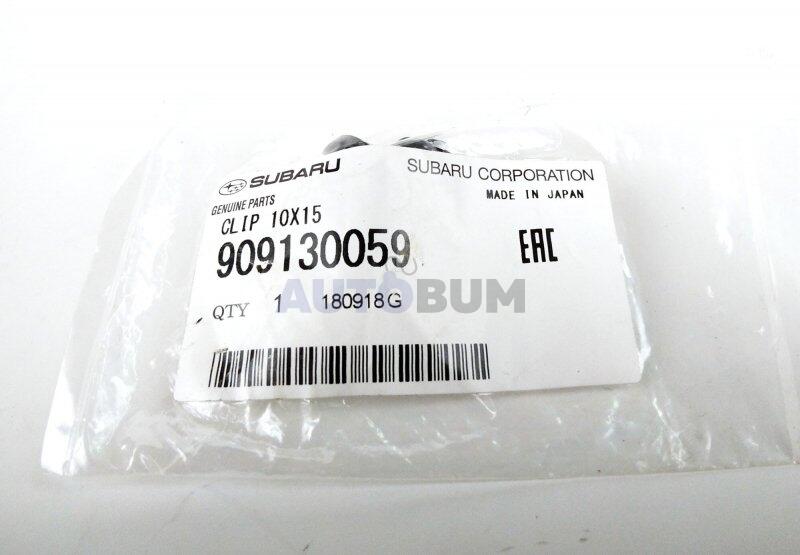 SUBARU SUBARU CORPORATION
GENUINE PARTS MADE IN JAPAN
CLIP 10X15
909130059 EAC
QTY 1 180918G
AUTOBUM